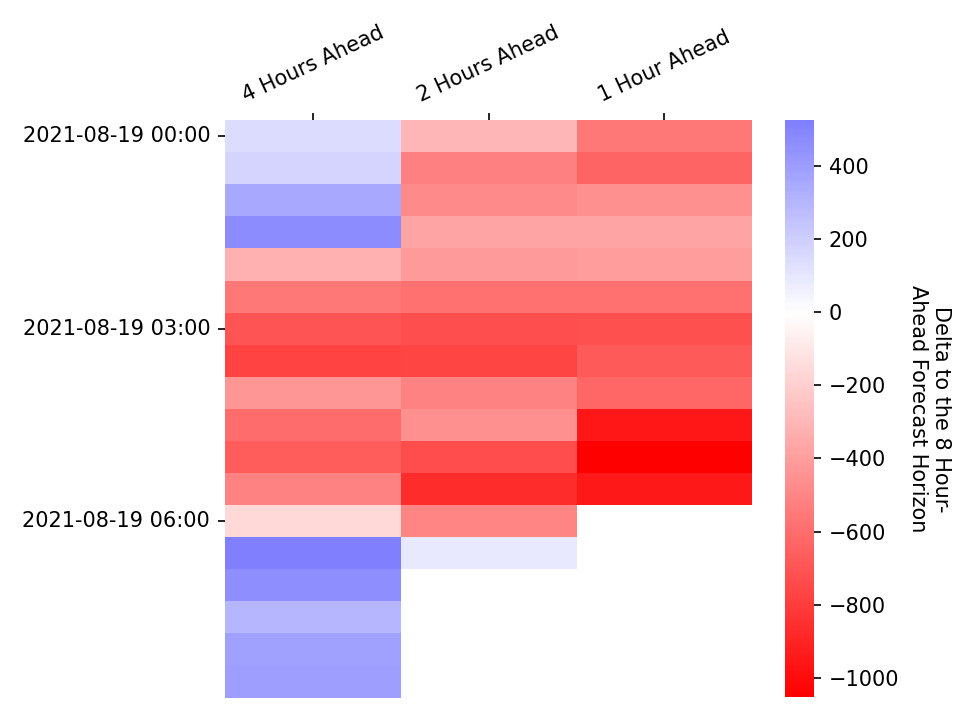 4 Hours Ahead
2 Hours Ahead
1 Hour Ahead
2021-08-19 00:00
2021-08-19 03:00
2021-08-19 06:00
400
200
0
−200
−400
−600
−800
−1000
Delta to the 8 Hour-
Ahead Forecast Horizon